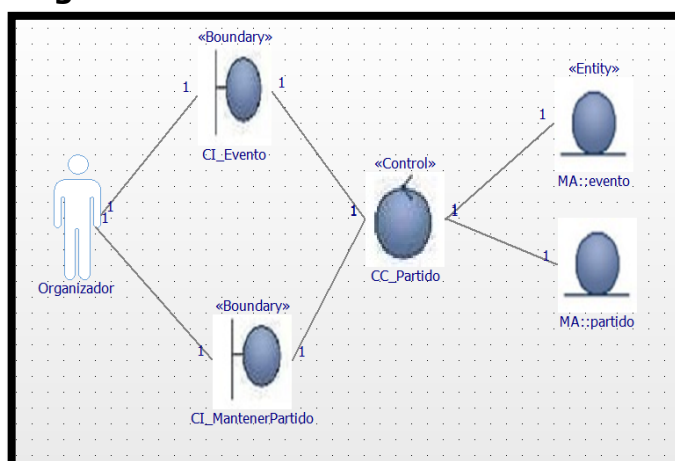 «Boundary»
«Entity»
1
1
1
CI_Evento
«Control»
MA::evento
1
1
1
1
1
Organizador
CC_Partido
«Boundary»
MA::partido
1
1
CI_MantenerPartido